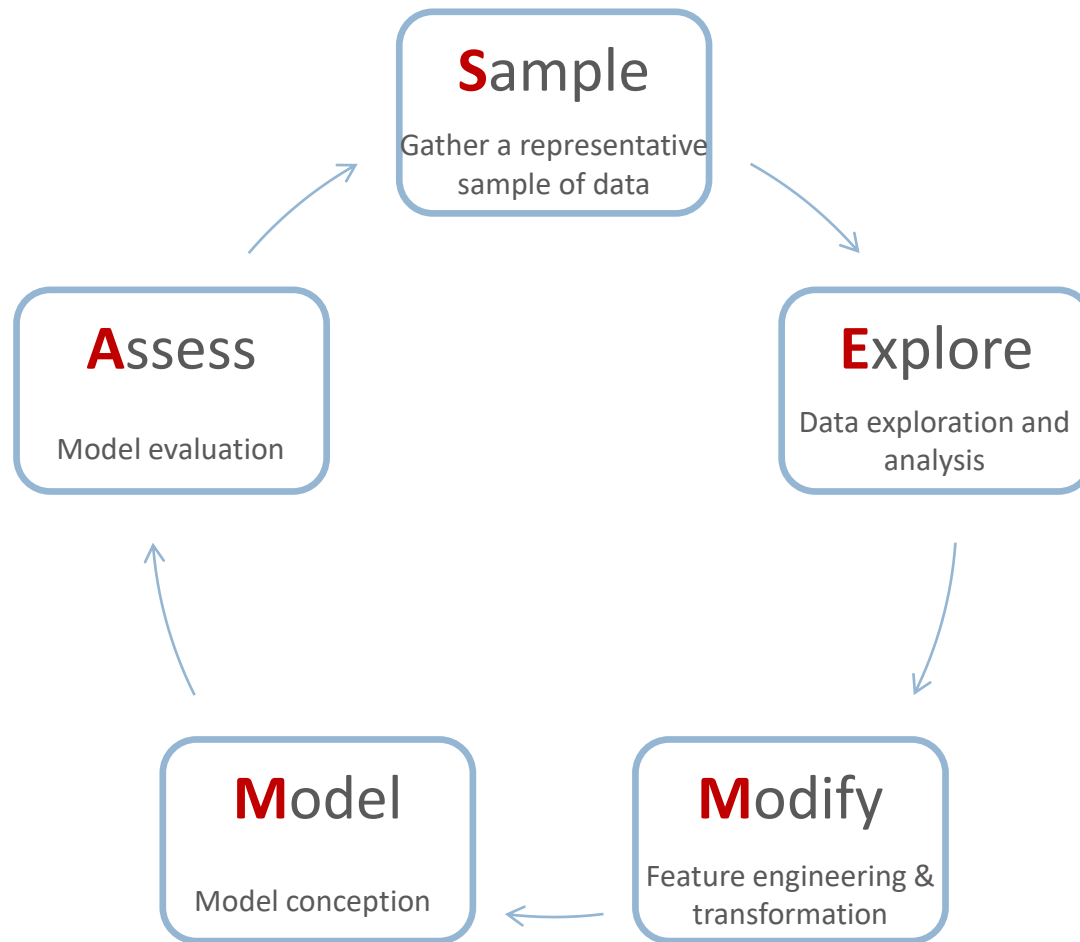 Sample
Gather a representative
sample of data
Explore
Data exploration and
analysis
Modify
Feature engineering &
transformation
Model
Model conception
Assess
Model evaluation